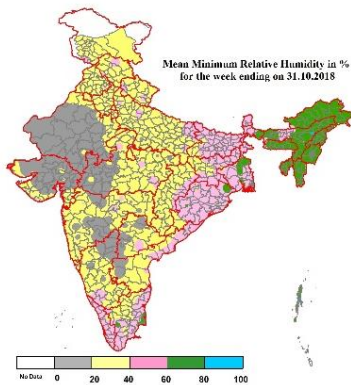 Mean Minimum Relative Humidity in %
for the week ending on 31.10.2018
No Data 0 20 40 60 80 100